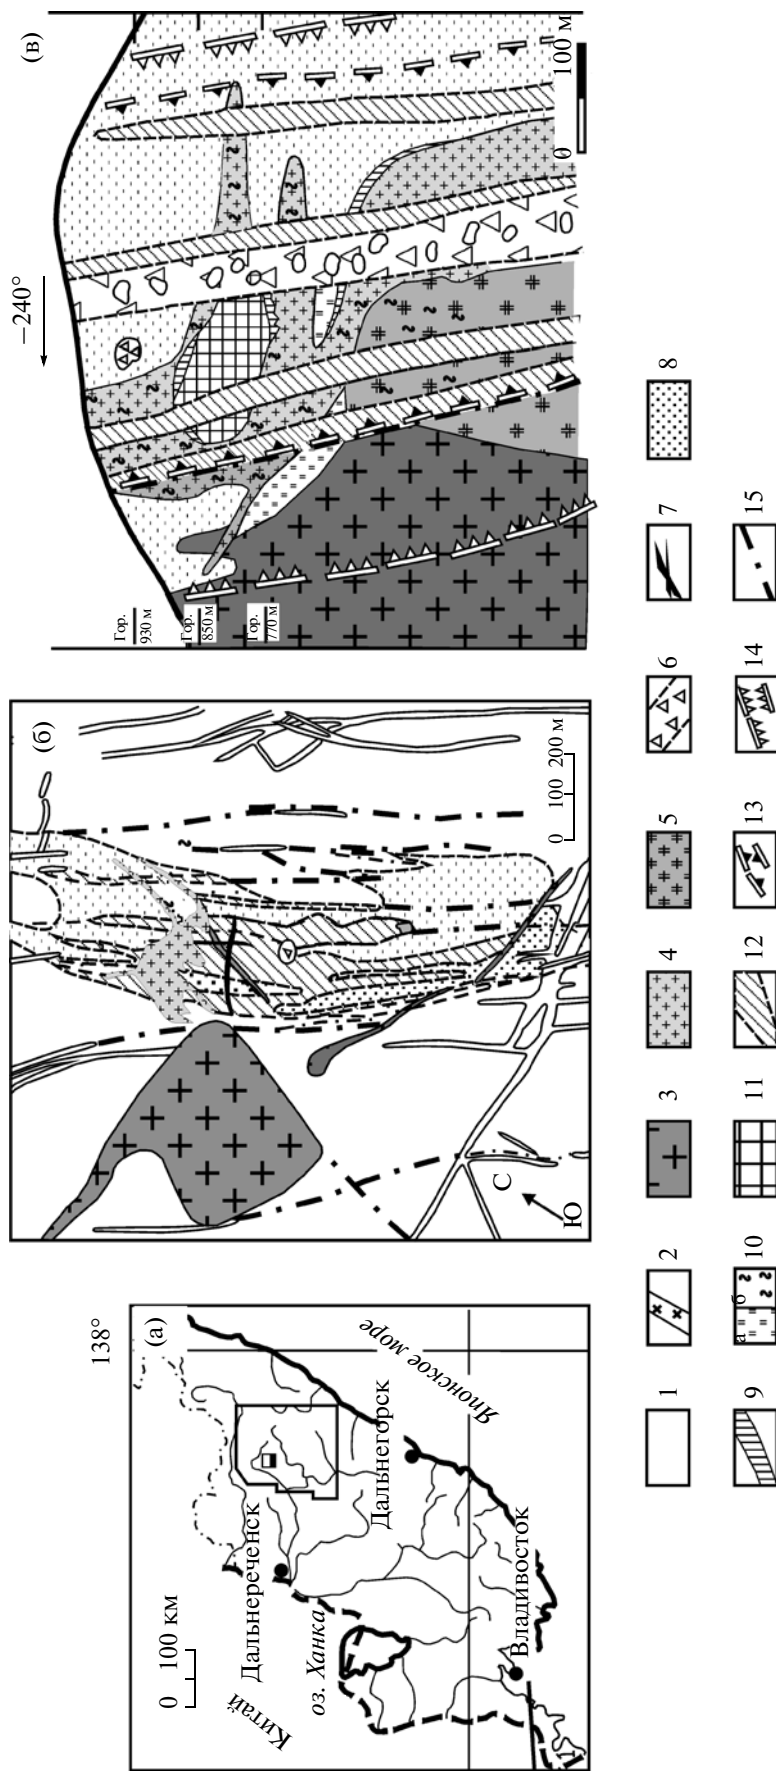 (а)
138°
0 100 км
Китай
Дальнереченск
оз. Ханка
Дальнегорск
Владивосток
Японское море
(б)
С
Ю
0 100 200 м
(в)
−240°
Гор.
930 м
Гор.
850 м
Гор.
770 м
0 100 м
1 2 3 4 5 6 7 8
9 10 11 12 13 14 15
а б